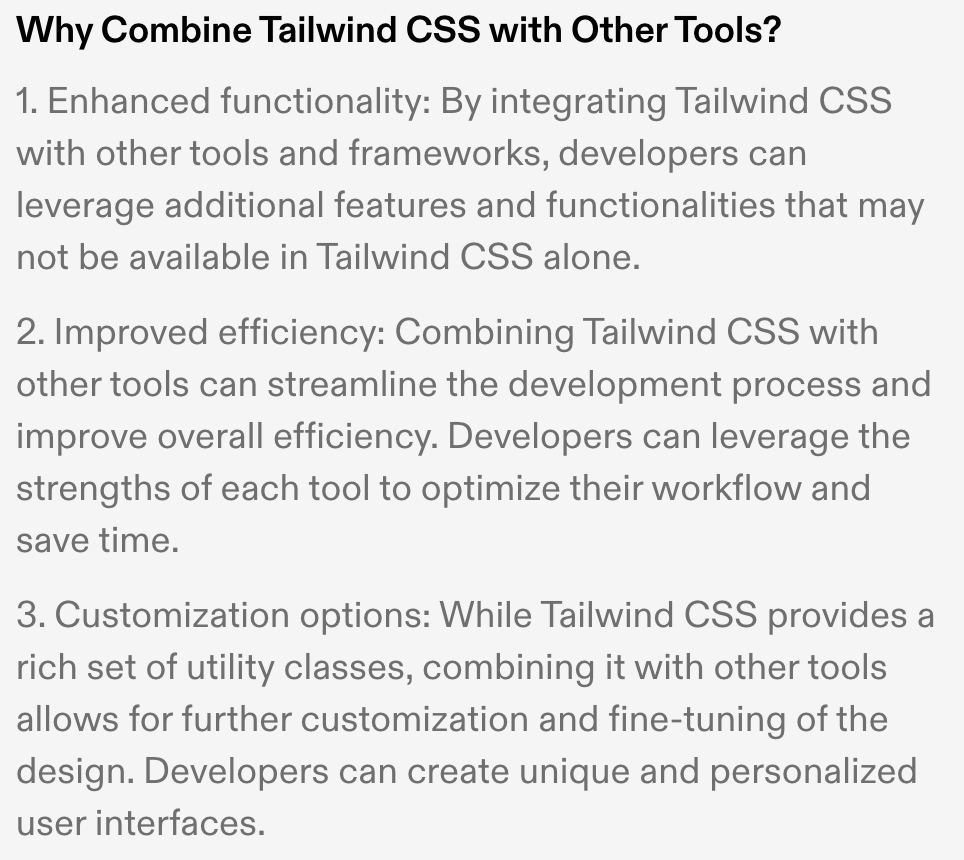 Why Combine Tailwind CSS with Other Tools?
1. Enhanced functionality: By integrating Tailwind CSS
with other tools and frameworks, developers can
leverage additional features and functionalities that may
not be available in Tailwind CSS alone.
2. Improved efficiency: Combining Tailwind CSS with
other tools can streamline the development process and
improve overall efficiency. Developers can leverage the
strengths of each tool to optimize their workflow and
save time.
3. Customization options: While Tailwind CSS provides a
rich set of utility classes, combining it with other tools
allows for further customization and fine-tuning of the
design. Developers can create unique and personalized
user interfaces.